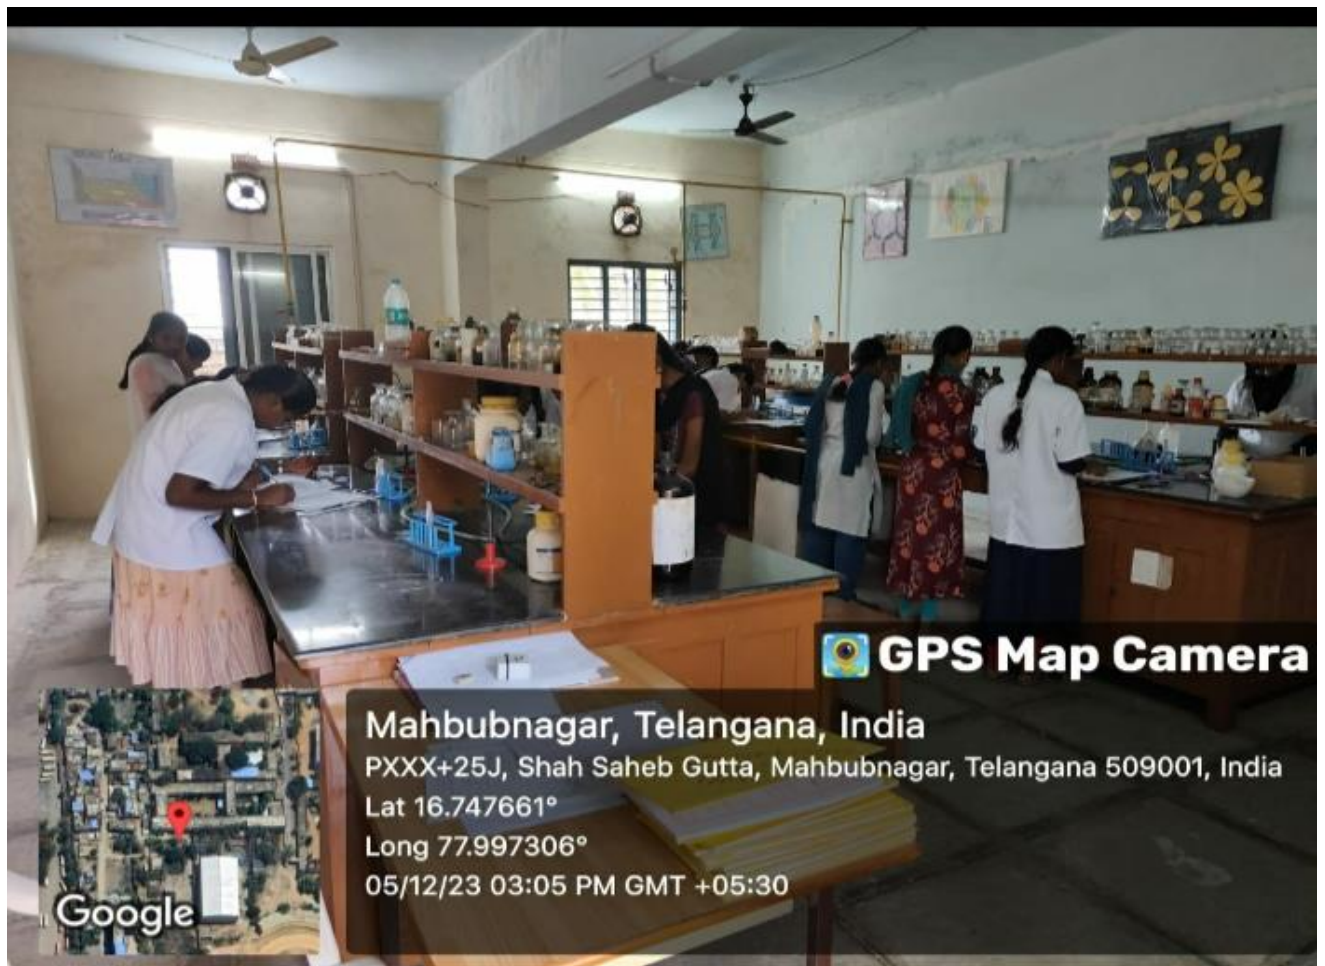 GPS Map Camera
Mahbubnagar, Telangana, India
PXXX+25J, Shah Saheb Gutta, Mahbubnagar, Telangana 509001, India
Lat 16.747661°
Long 77.997306°
05/12/23 03:05 PM GMT +05:30
Google